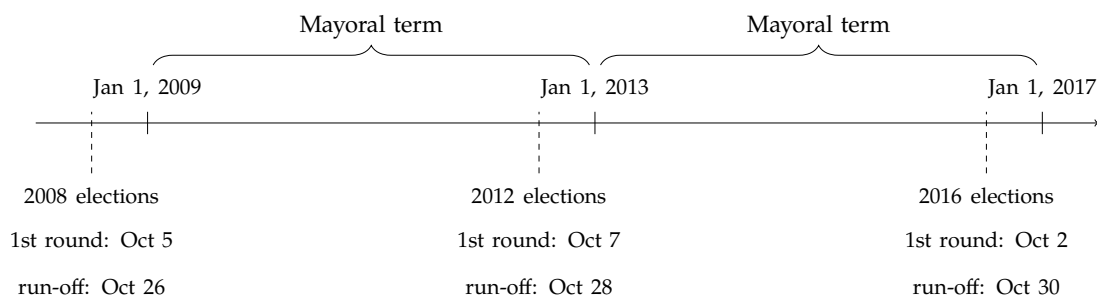 Mayoral term Mayoral term
Jan 1, 2009 Jan 1, 2013 Jan 1, 2017
2008 elections 2012 elections 2016 elections
1st round: Oct 5 1st round: Oct 7 1st round: Oct 2
run-off: Oct 26 run-off: Oct 28 run-off: Oct 30